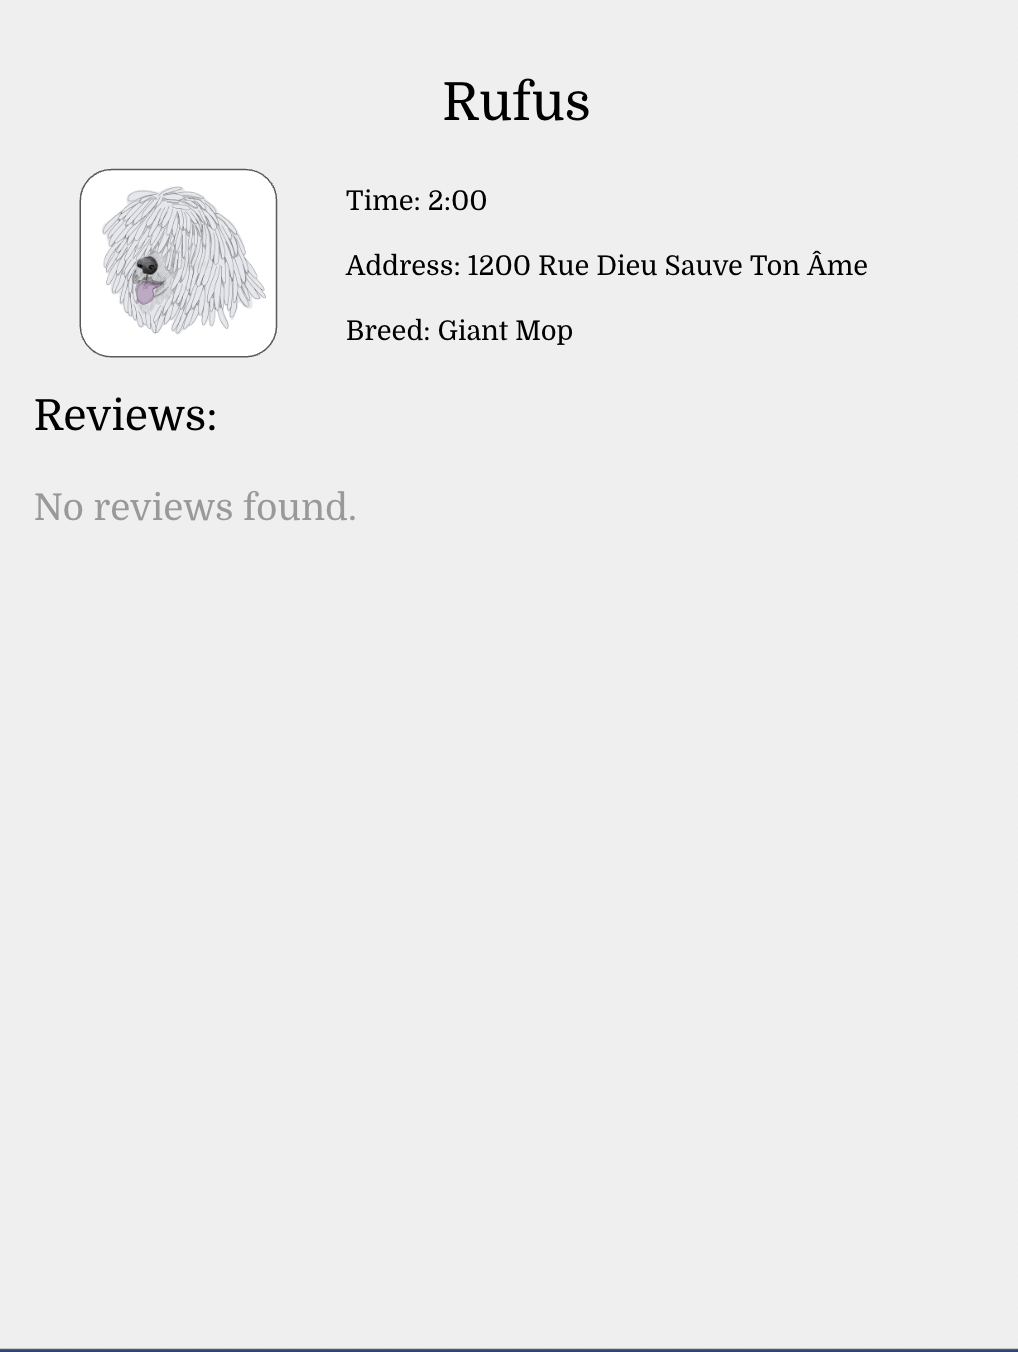 Rufus
Time: 2:00
Address: 1200 Rue Dieu Sauve Ton Âme
Breed: Giant Mop
Reviews:
No reviews found.